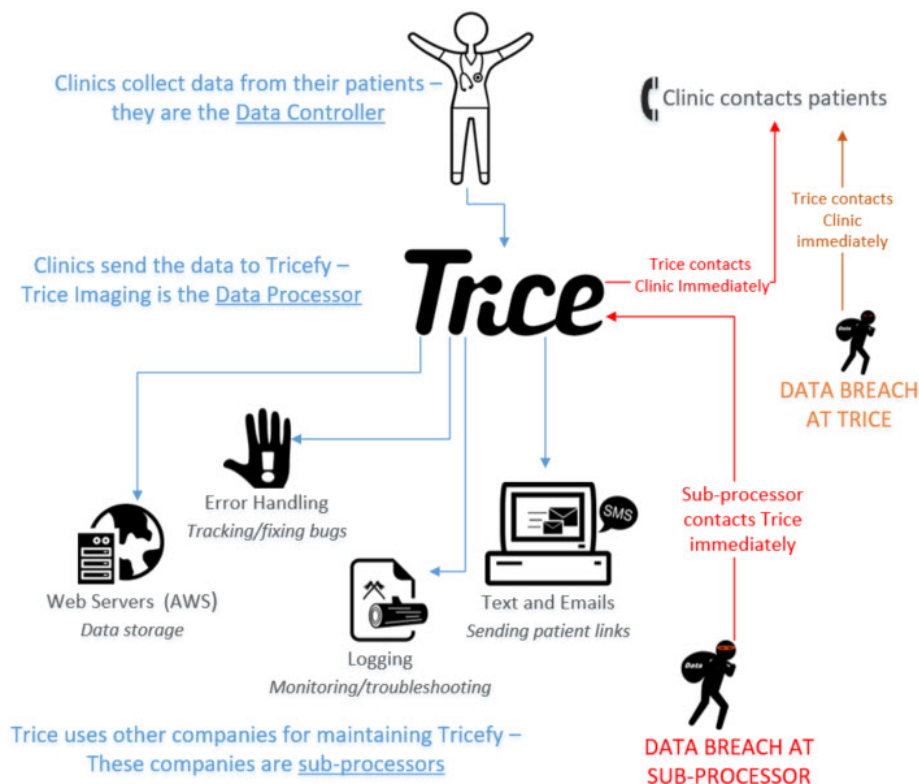 Clinics collect data from their patients –
they are the Data Controller
Clinic contacts patients
Trice contacts
Clinic
immediately
Clinics send the data to Tricefy –
Trice Imaging is the Data Processor
Trice
Trice contacts
Clinic Immediately
Data
DATA BREACH
AT TRICE
Error Handling
Tracking/fixing bugs
SMS
Sub-processor
contacts Trice
immediately
Web Servers (AWS)
Data storage
Text and Emails
Sending patient links
Logging
Monitoring/troubleshooting
Data
Trice uses other companies for maintaining Tricefy –
These companies are sub-processors
DATA BREACH AT
SUB-PROCESSOR